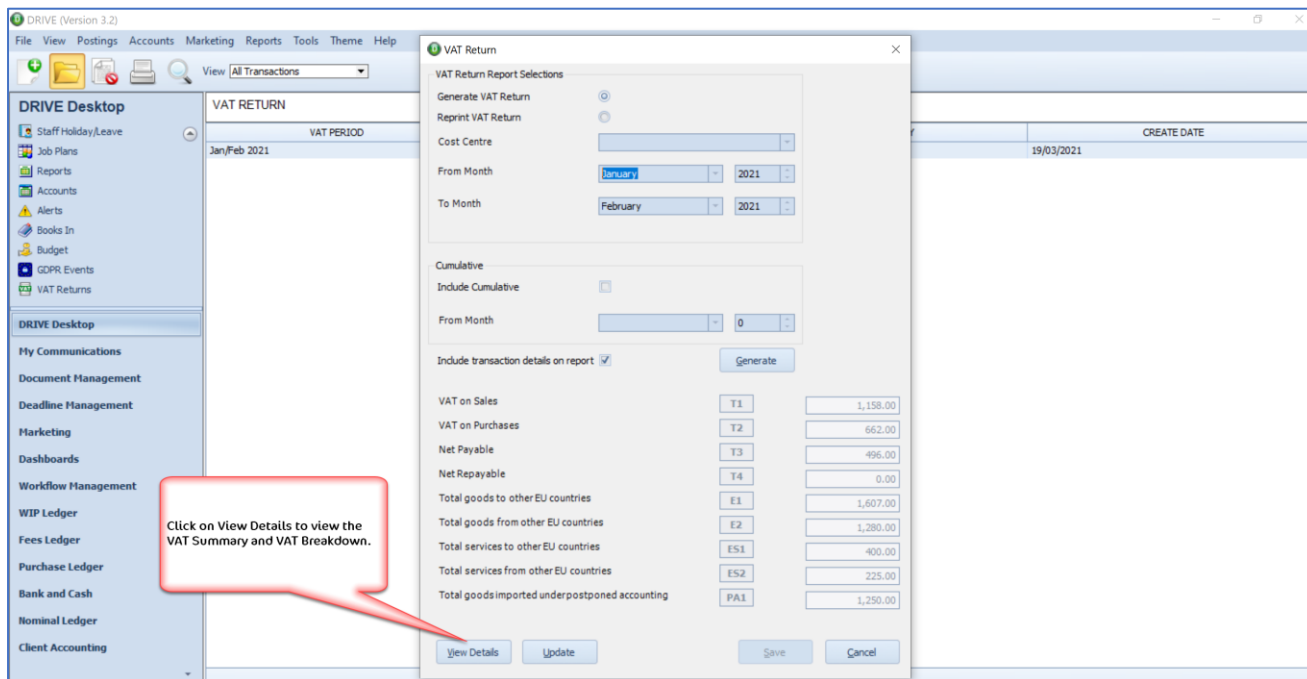 DRIVE (Version 3.2)
File View Postings Accounts Marketing Reports Tools Theme Help
View All Transactions
DRIVE Desktop
Staff Holiday/Leave
Job Plans
Reports
Accounts
Alerts
Books In
Budget
GDPR Events
VAT Returns
DRIVE Desktop
My Communications
Document Management
Deadline Management
Marketing
Dashboards
Workflow Management
WIP Ledger
Fees Ledger
Purchase Ledger
Bank and Cash
Nominal Ledger
Client Accounting
VAT RETURN
VAT PERIOD
Y
CREATE DATE
Jan/Feb 2021
19/03/2021
VAT Return
VAT Return Report Selections
Generate VAT Return
Reprint VAT Return
Cost Centre
From Month January 2021
To Month February 2021
Cumulative
Include Cumulative
From Month 0
Include transaction details on report Generate
VAT on Sales T1 1,158.00
VAT on Purchases T2 662.00
Net Payable T3 496.00
Net Repayable T4 0.00
Total goods to other EU countries E1 1,607.00
Total goods from other EU countries E2 1,280.00
Total services to other EU countries ES1 400.00
Total services from other EU countries ES2 225.00
Total goods imported under postponed accounting PA1 1,250.00
View Details Update Save Cancel
Click on View Details to view the
VAT Summary and VAT Breakdown.